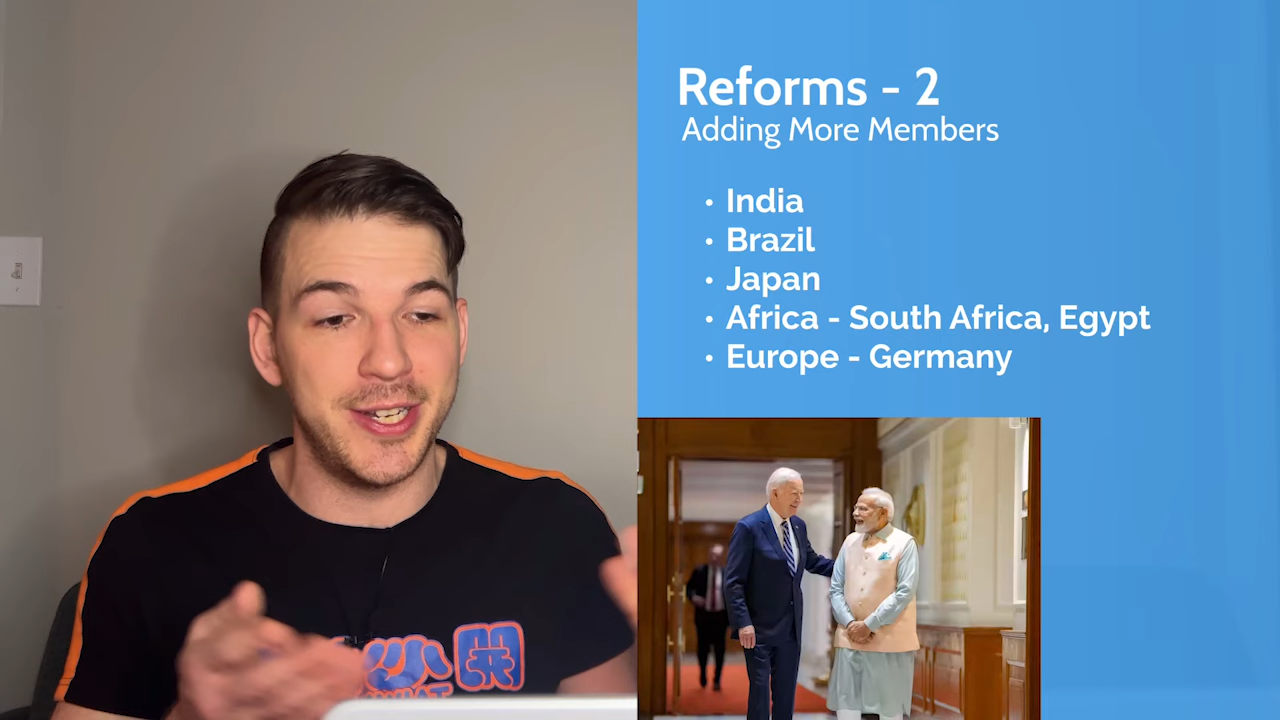 Reforms - 2
Adding More Members
• India
• Brazil
• Japan
• Africa - South Africa, Egypt
• Europe - Germany